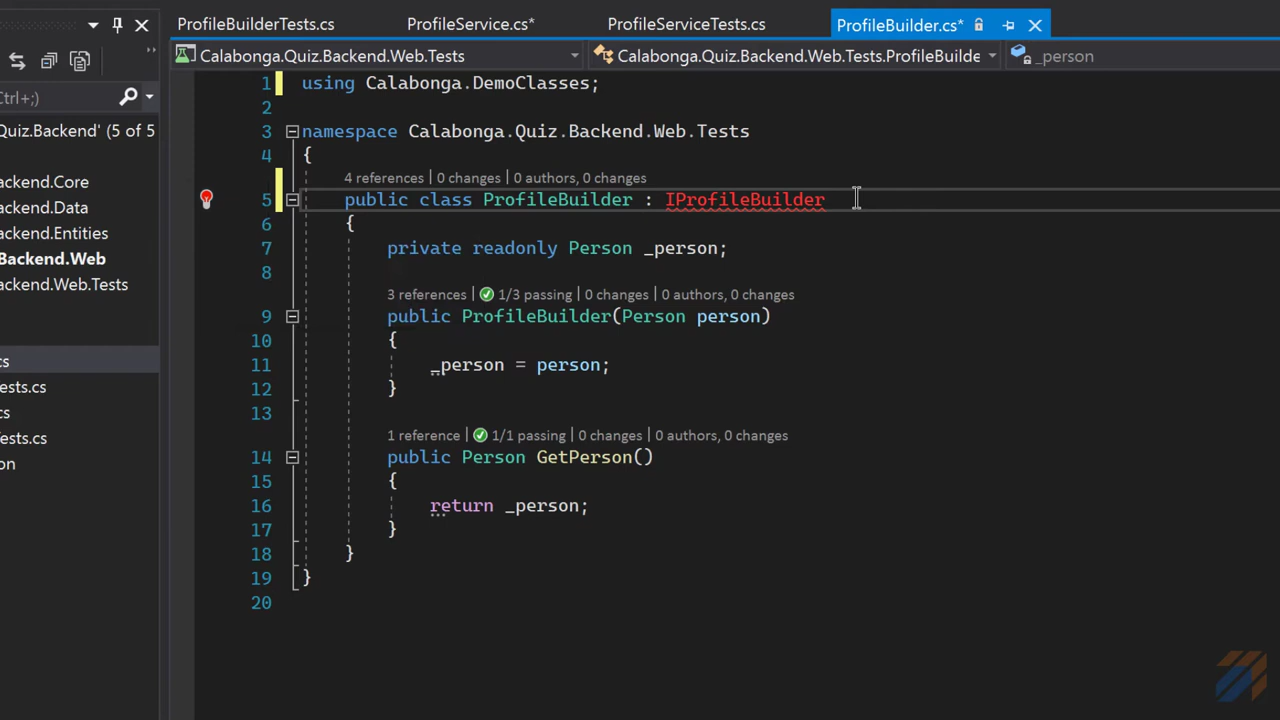 ProfileBuilderTests.cs ProfileService.cs* ProfileServiceTests.cs ProfileBuilder.cs*
Calabonga.Quiz.Backend.Web.Tests Calabonga.Quiz.Backend.Web.Tests.ProfileBuilde _person
Ctrl+;)
Quiz.Backend' (5 of 5
ackend.Core
ackend.Data
ackend.Entities
Backend.Web
ackend.Web.Tests
cs
ests.cs
cs
ests.cs
on
1 using Calabonga.DemoClasses;
2
3 namespace Calabonga.Quiz.Backend.Web.Tests
4 {
4 references | 0 changes | 0 authors, 0 changes
5 public class ProfileBuilder : IProfileBuilder
6 {
7 private readonly Person _person;
8
3 references | 1/3 passing | 0 changes | 0 authors, 0 changes
9 public ProfileBuilder(Person person)
10 {
11 _person = person;
12 }
13
1 reference | 1/1 passing | 0 changes | 0 authors, 0 changes
14 public Person GetPerson()
15 {
16 return _person;
17 }
18 }
19 }
20